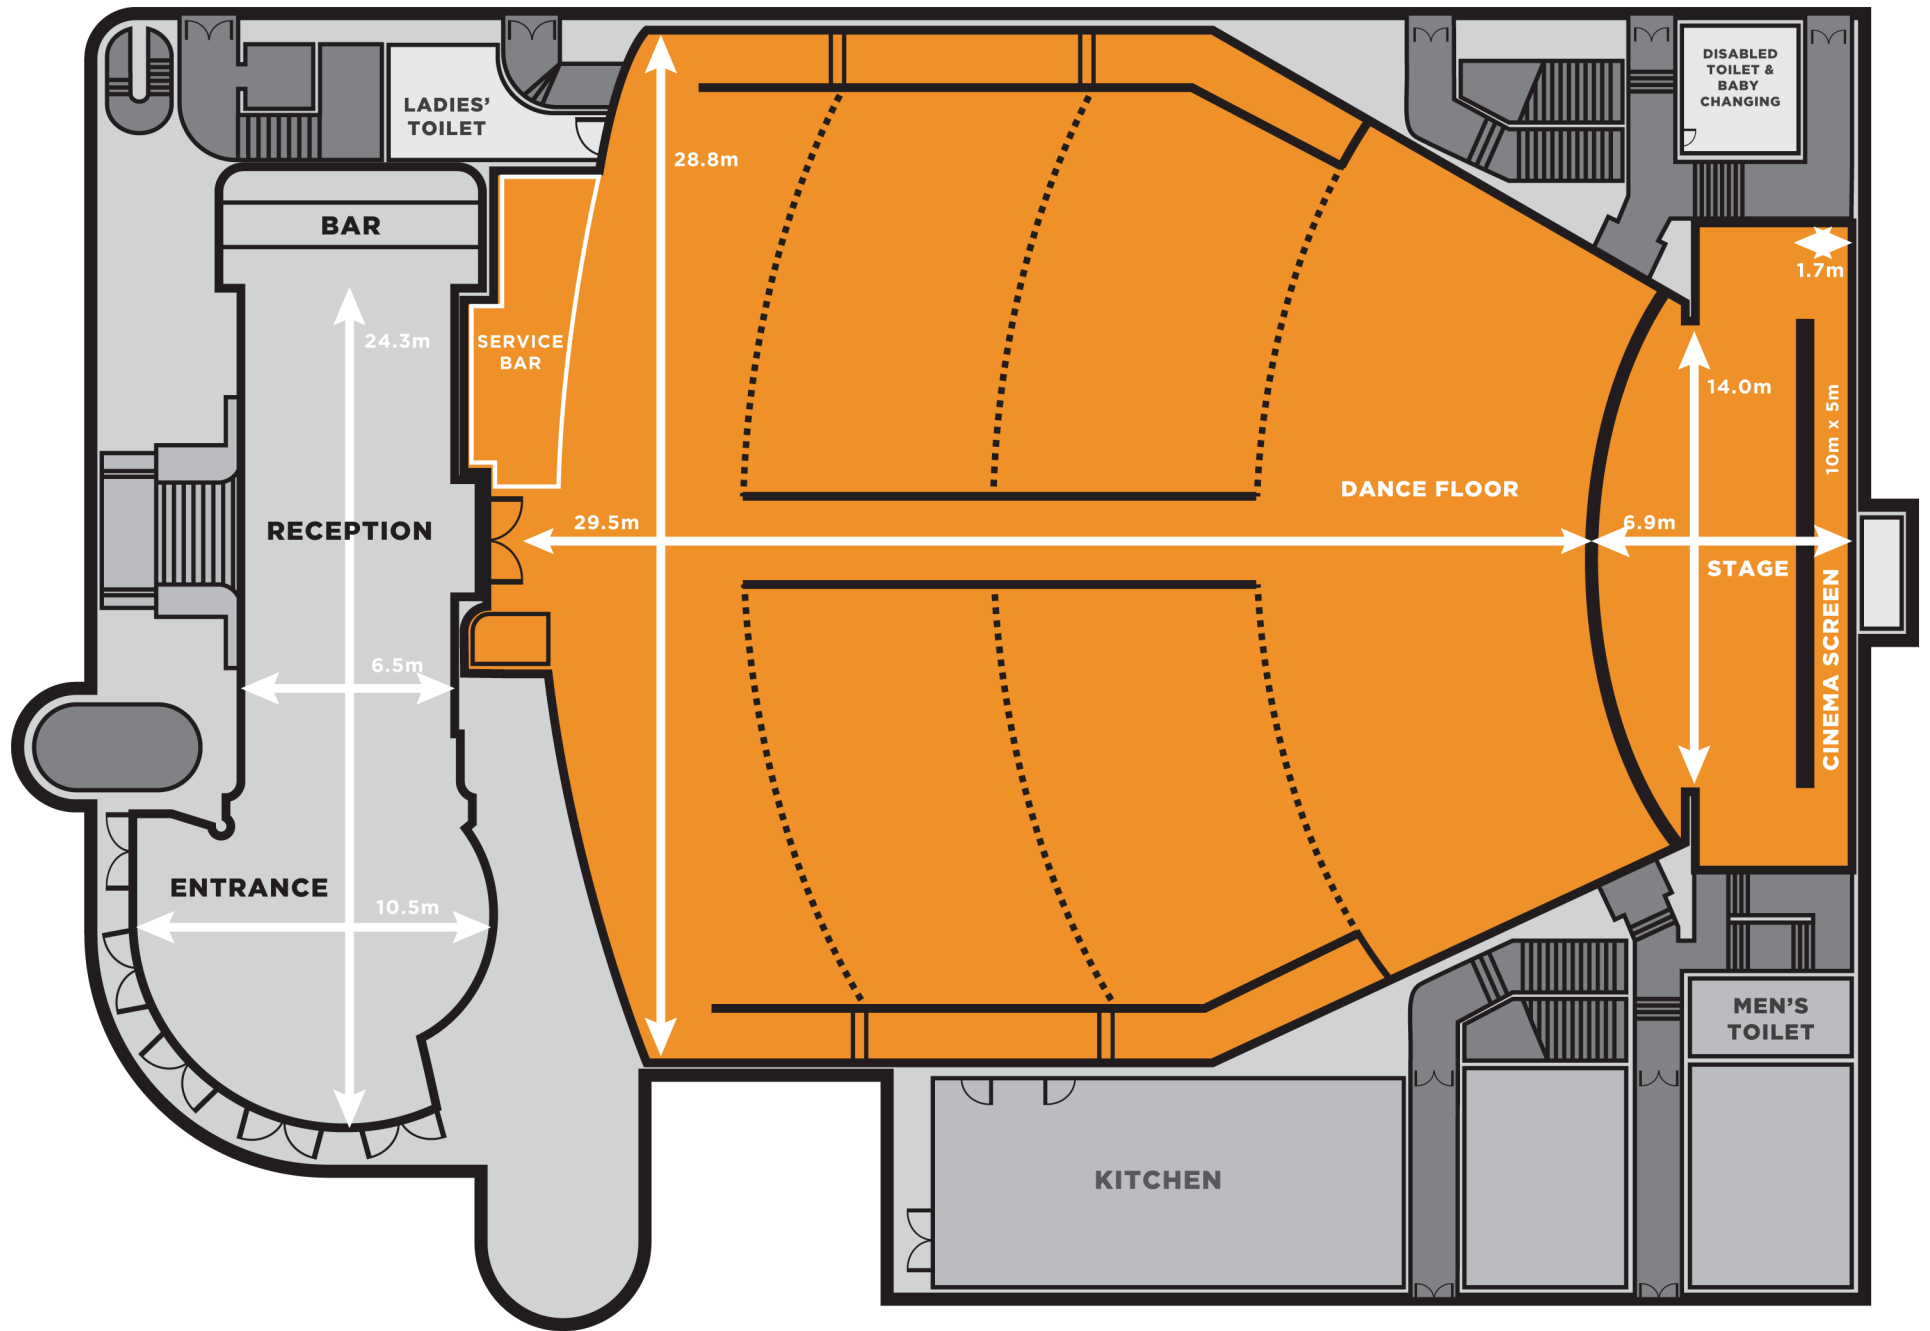 LADIES'
TOILET
DISABLED
TOILET &
BABY
CHANGING
28.8m
BAR
1.7m
24.3m
SERVICE
BAR
14.0m
10m x 5m
DANCE FLOOR
RECEPTION
29.5m
6.9m
STAGE
CINEMA SCREEN
6.5m
ENTRANCE
10.5m
MEN'S
TOILET
KITCHEN